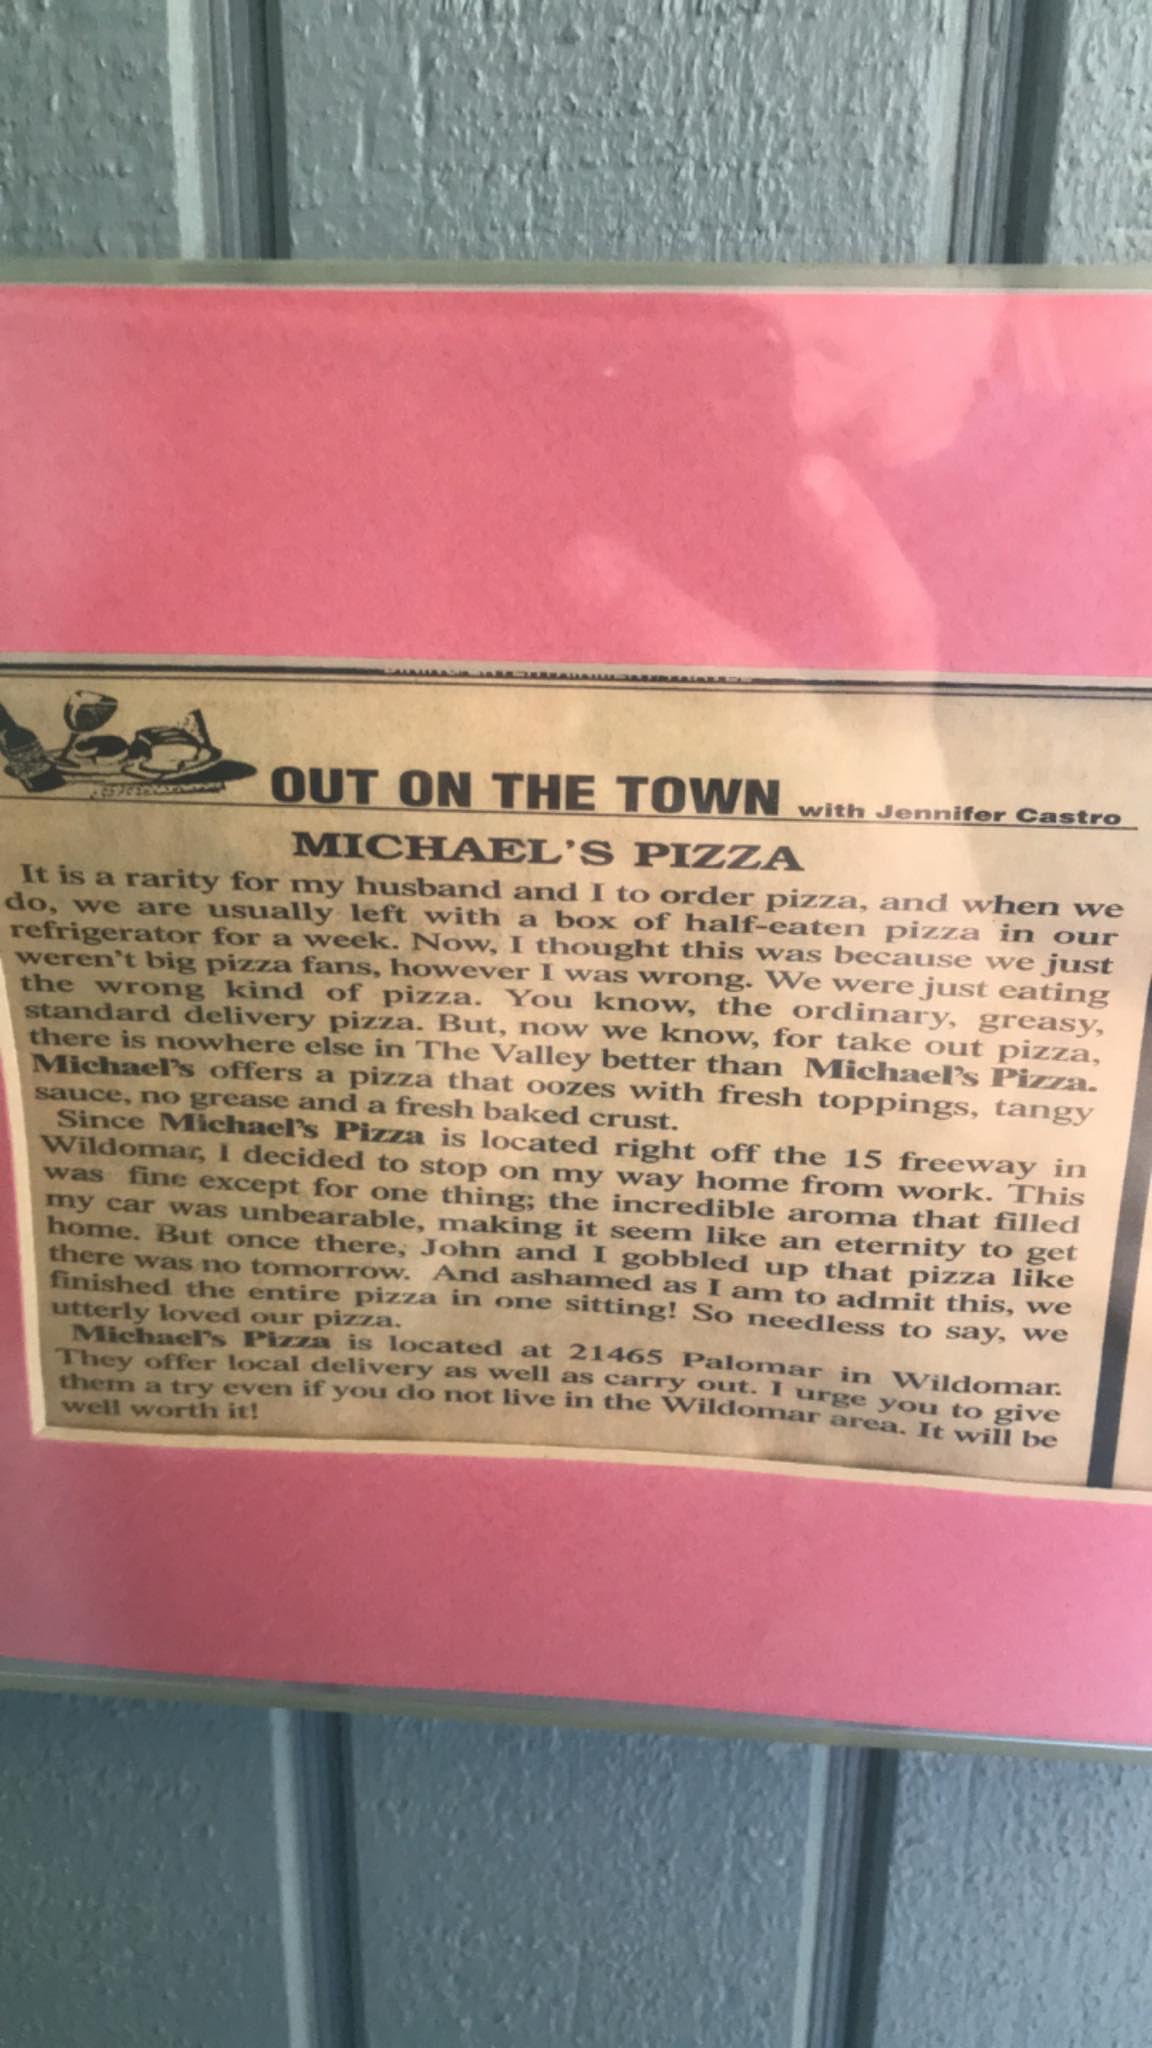 OUT ON THE TOWN with Jennifer Castro
MICHAEL'S PIZZA
It is a rarity for my husband and I to order pizza, and when we
do, we are usually left with a box of half-eaten pizza in our
refrigerator for a week. Now, I thought this was because we just
weren't big pizza fans, however I was wrong. We were just eating
the wrong kind of pizza. You know, the ordinary, greasy,
standard delivery pizza. But, now we know, for take out pizza,
there is nowhere else in The Valley better than Michael's Pizza.
Michael's offers a pizza that oozes with fresh toppings, tangy
sauce, no grease and a fresh baked crust.
Since Michael's Pizza is located right off the 15 freeway in
Wildomar, I decided to stop on my way home from work. This
was fine except for one thing; the incredible aroma that filled
my car was unbearable, making it seem like an eternity to get
home. But once there, John and I gobbled up that pizza like
there was no tomorrow. And ashamed as I am to admit this, we
finished the entire pizza in one sitting! So needless to say, we
utterly loved our pizza.
Michael's Pizza is located at 21465 Palomar in Wildomar.
They offer local delivery as well as carry out. I urge you to give
them a try even if you do not live in the Wildomar area. It will be
well worth it!